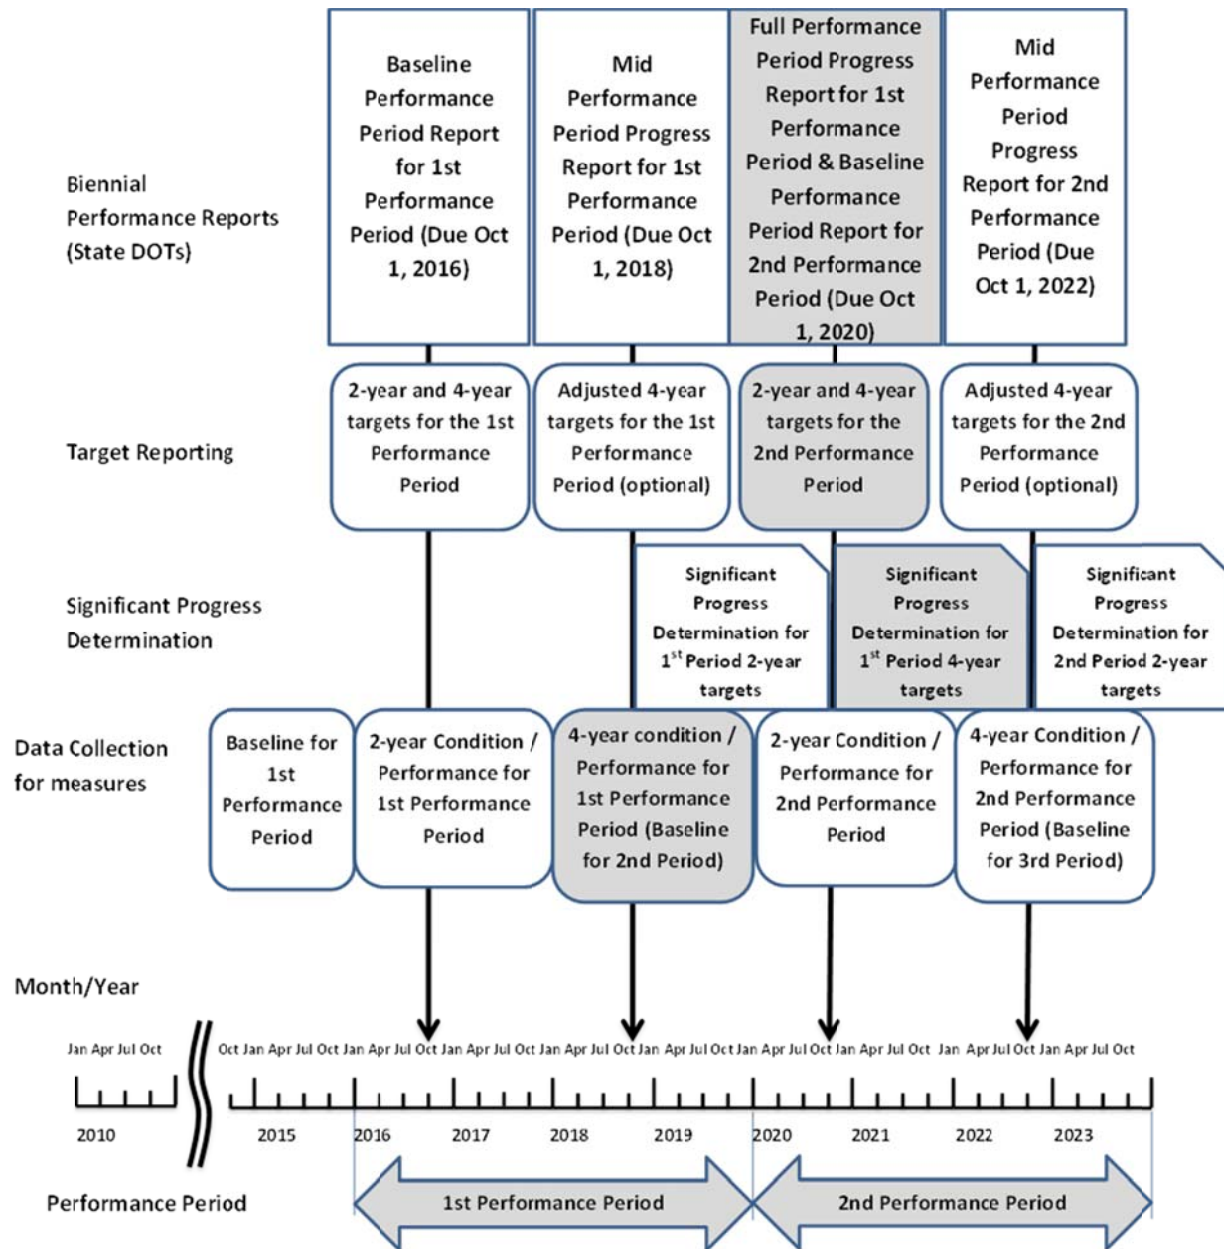 Biennial
Performance Reports
(State DOTs)
Baseline
Performance
Period Report
for 1st
Performance
Period (Due Oct
1, 2016)
Mid
Performance
Period Progress
Report for 1st
Performance
Period (Due Oct
1, 2018)
Full Performance
Period Progress
Report for 1st
Performance
Period & Baseline
Performance
Period Report for
2nd Performance
Period (Due Oct
1, 2020)
Mid
Performance
Period
Progress
Report for 2nd
Performance
Period (Due
Oct 1, 2022)
Target Reporting
2-year and 4-year
targets for the 1st
Performance
Period
Adjusted 4-year
targets for the 1st
Performance
Period (optional)
2-year and 4-year
targets for the
2nd Performance
Period
Adjusted 4-year
targets for the 2nd
Performance
Period (optional)
Significant Progress
Determination
Significant
Progress
Determination for
1st Period 2-year
targets
Significant
Progress
Determination for
1st Period 4-year
targets
Significant
Progress
Determination for
2nd Period 2-year
targets
Data Collection
for measures
Baseline for
1st
Performance
Period
2-year Condition /
Performance for
1st Performance
Period
4-year condition /
Performance for
1st Performance
Period (Baseline
for 2nd Period)
2-year Condition /
Performance for
2nd Performance
Period
4-year Condition /
Performance for
2nd Performance
Period (Baseline
for 3rd Period)
Month/Year
Jan Apr Jul Oct
Oct Jan Apr Jul Oct Jan Apr Jul Oct Jan Apr Jul Oct Jan Apr Jul Oct Jan Apr Jul Oct Jan Apr Jul Oct Jan Apr Jul Oct Jan Apr Jul Oct Jan Apr Jul Oct
2010 2015 2016 2017 2018 2019 2020 2021 2022 2023
Performance Period
1st Performance Period
2nd Performance Period